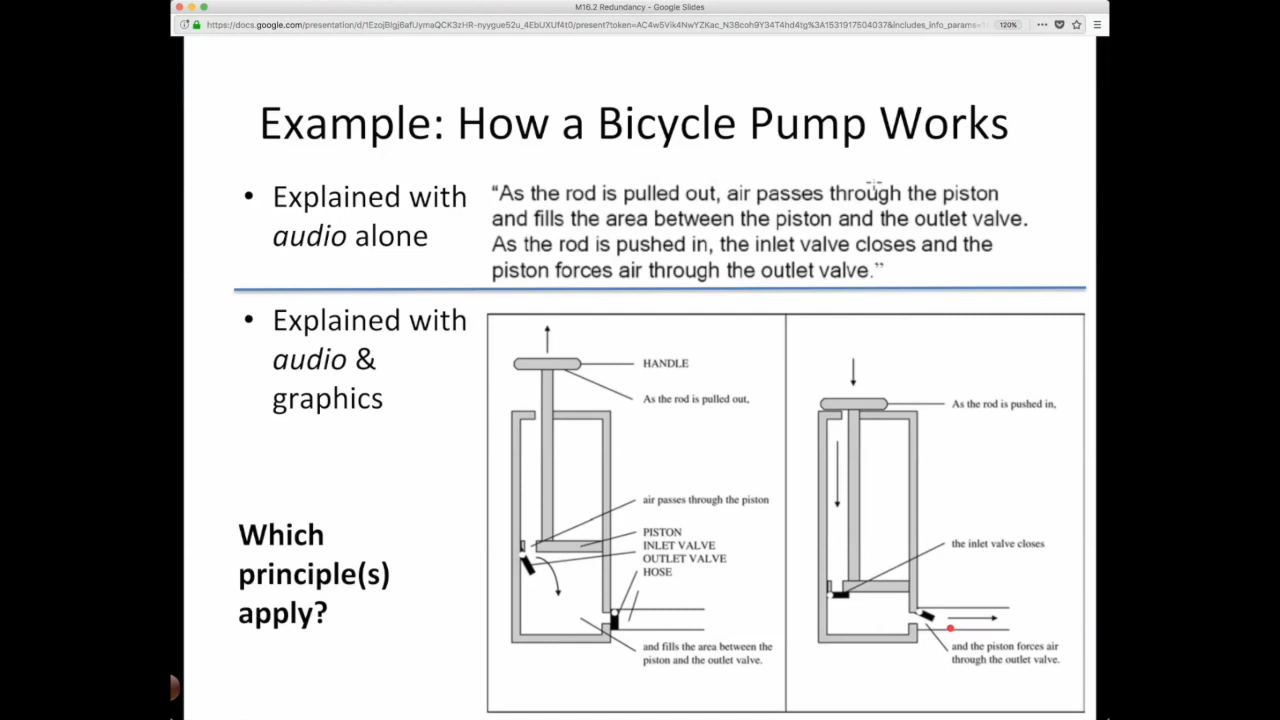 M16.2 Redundancy - Google Slides
120%
Example: How a Bicycle Pump Works
• Explained with
audio alone
“As the rod is pulled out, air passes through the piston
and fills the area between the piston and the outlet valve.
As the rod is pushed in, the inlet valve closes and the
piston forces air through the outlet valve.”
• Explained with
audio &
graphics
Which
principle(s)
apply?
HANDLE
As the rod is pulled out,
air passes through the piston
PISTON
INLET VALVE
OUTLET VALVE
HOSE
and fills the area between the
piston and the outlet valve.
As the rod is pushed in,
the inlet valve closes
and the piston forces air
through the outlet valve.